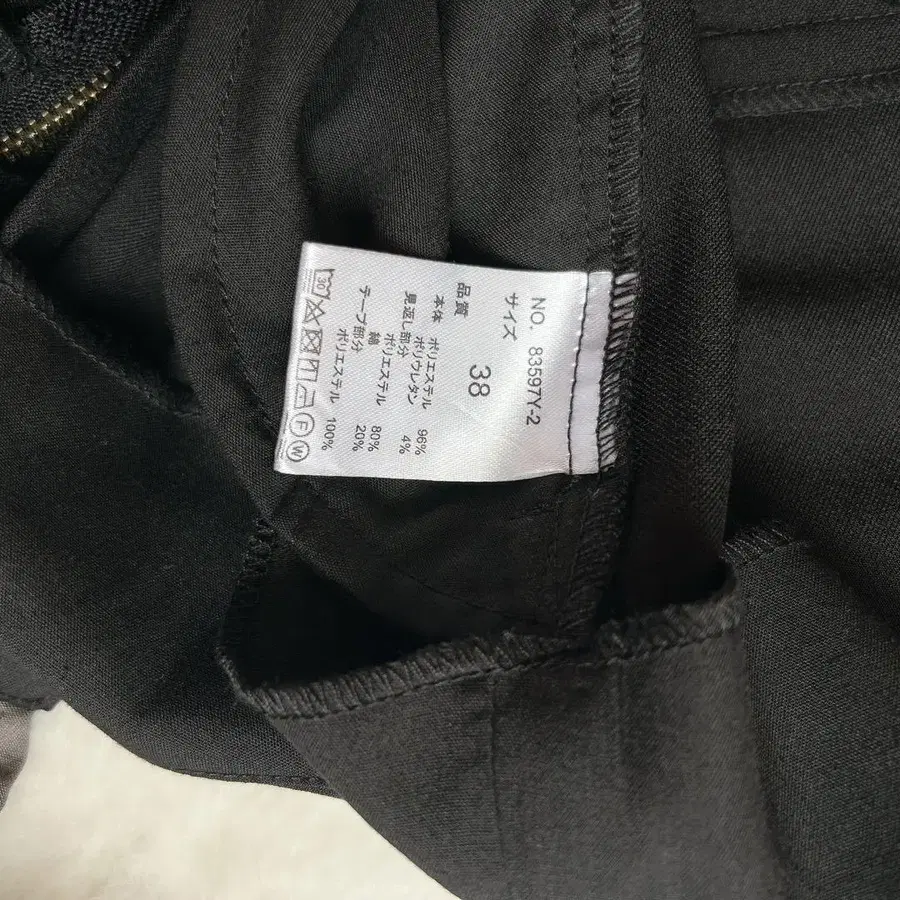 NO. 83597Y-2
サイズ
38
品質
本体 ポリエステル 96%
ポリウレタン 4%
見返し部分
綿 80%
ポリエステル 20%
テープ部分
ポリエステル 100%
30
F W